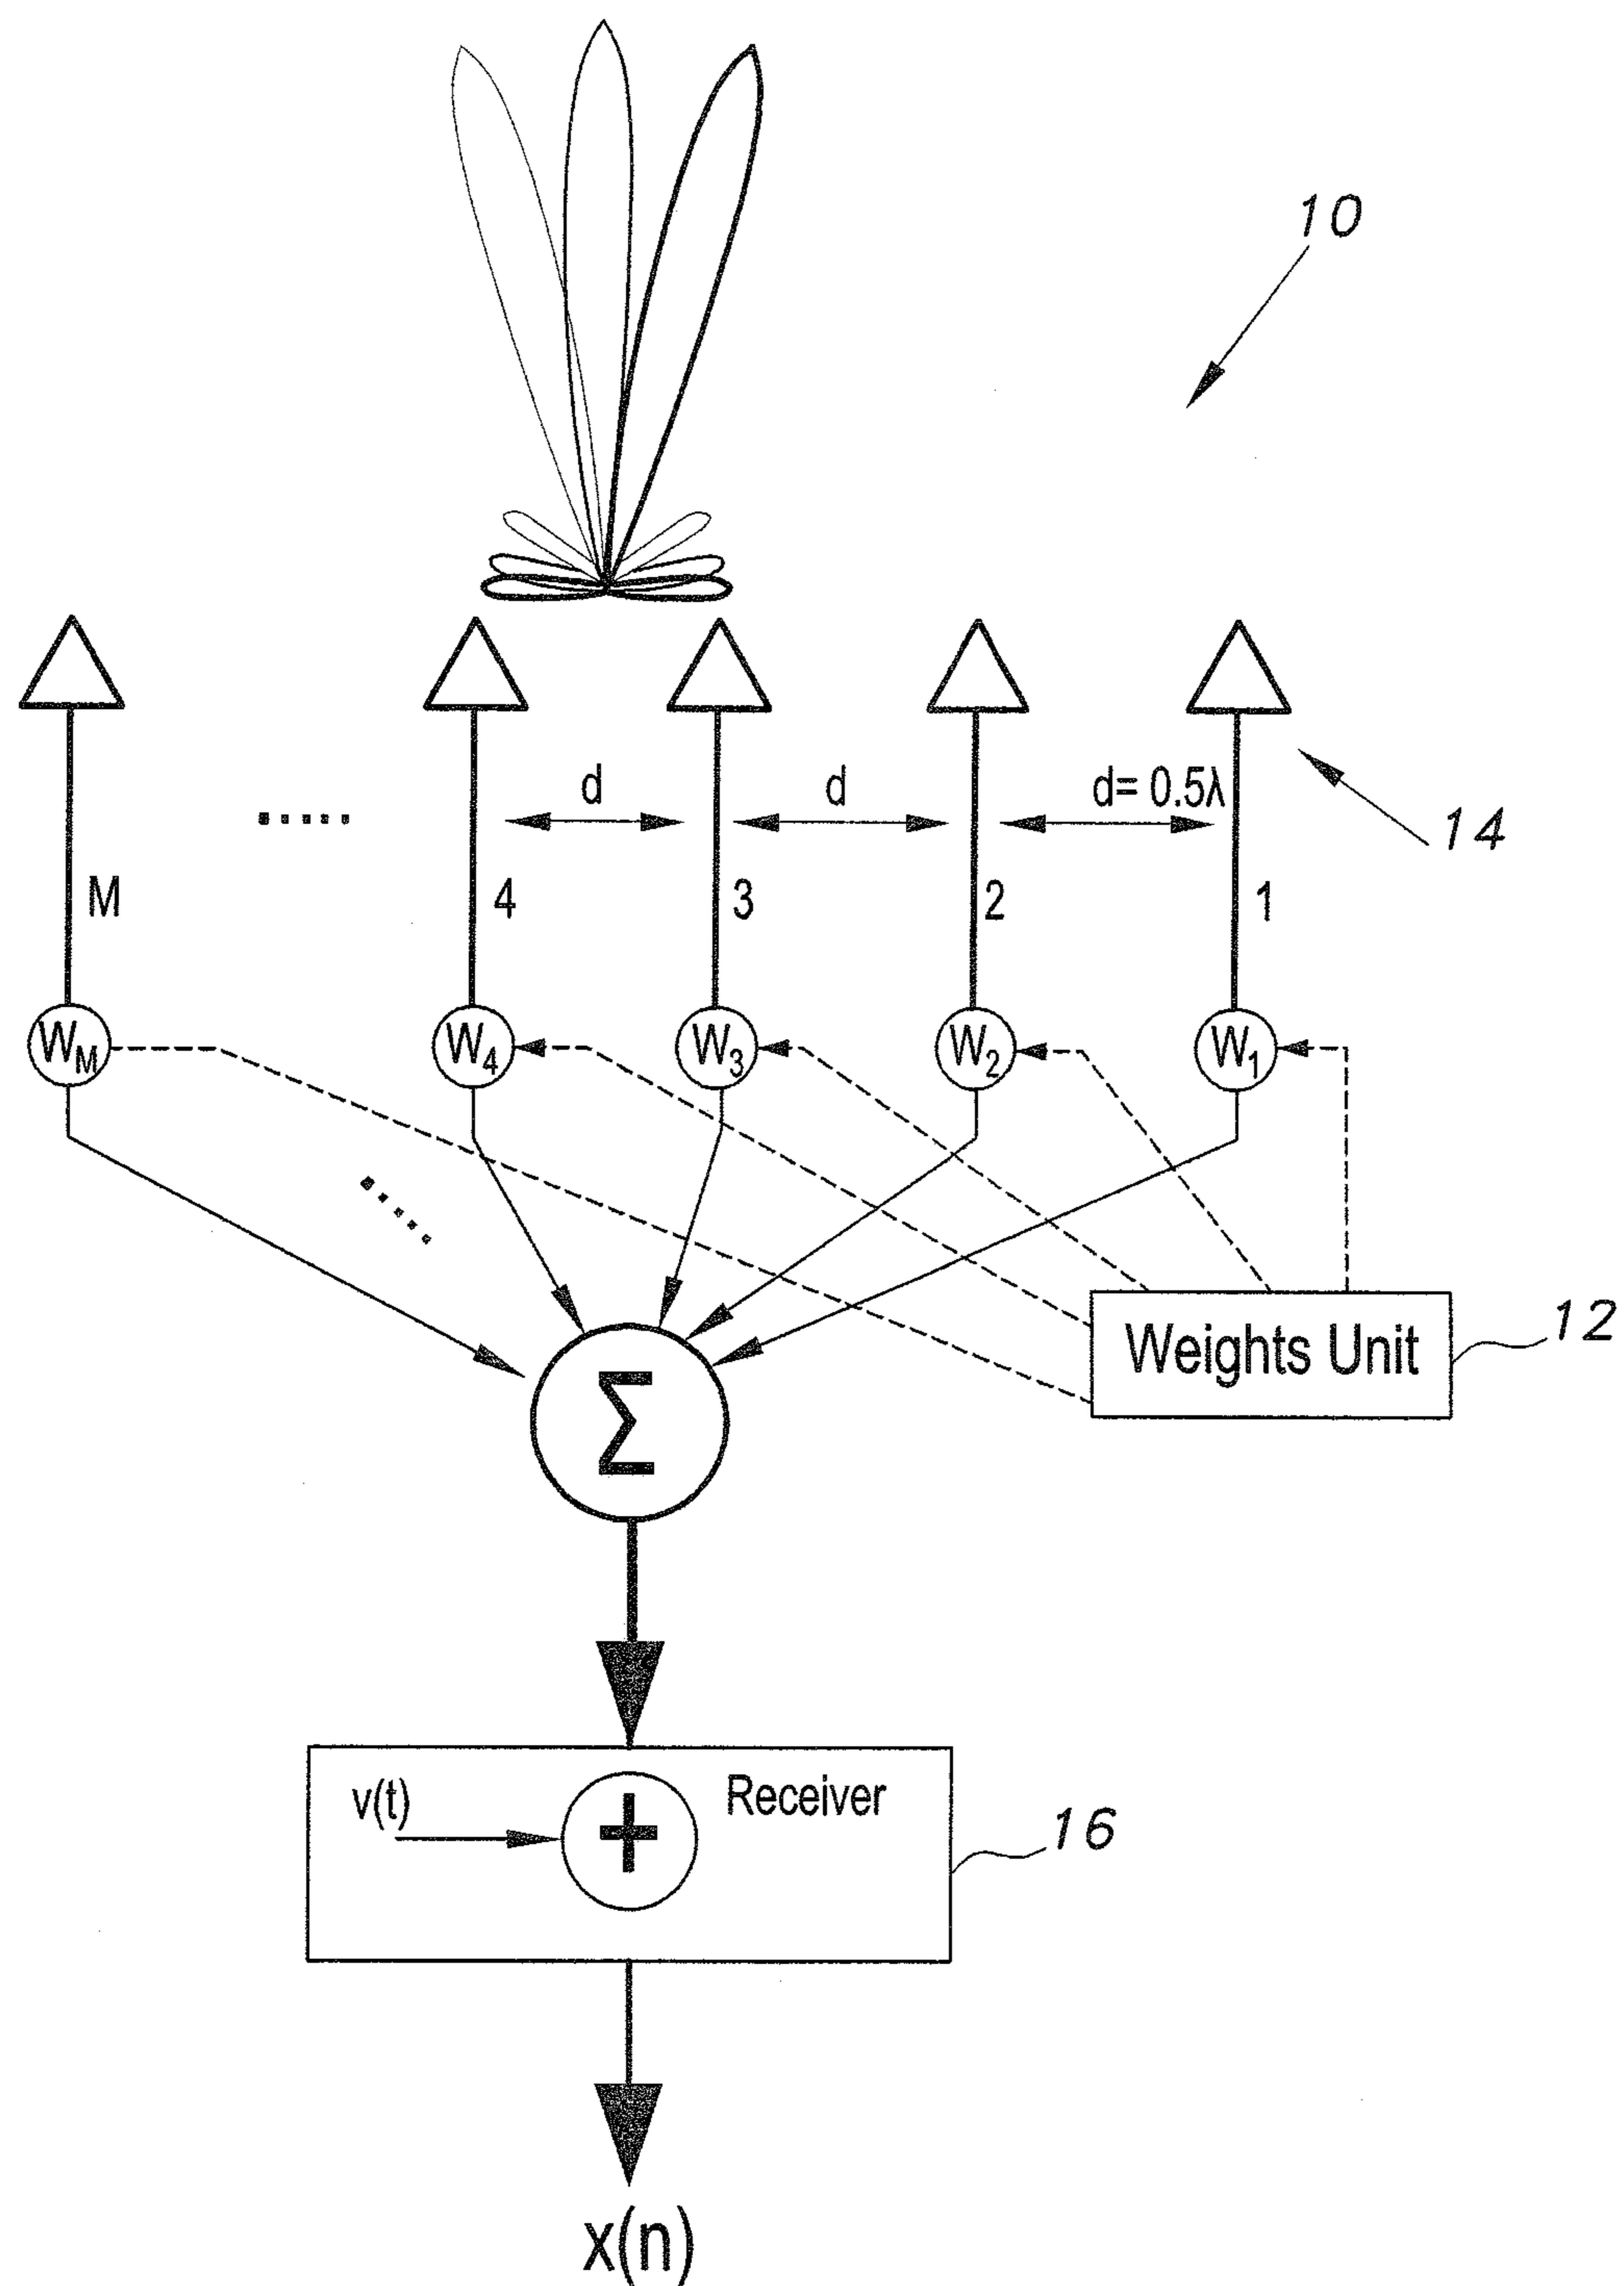 10
d
d
d= 0.5λ
.....
14
M
4
3
2
1
WM
W4
W3
W2
W1
.....
Weights Unit
12
Σ
v(t)
+
Receiver
16
x(n)